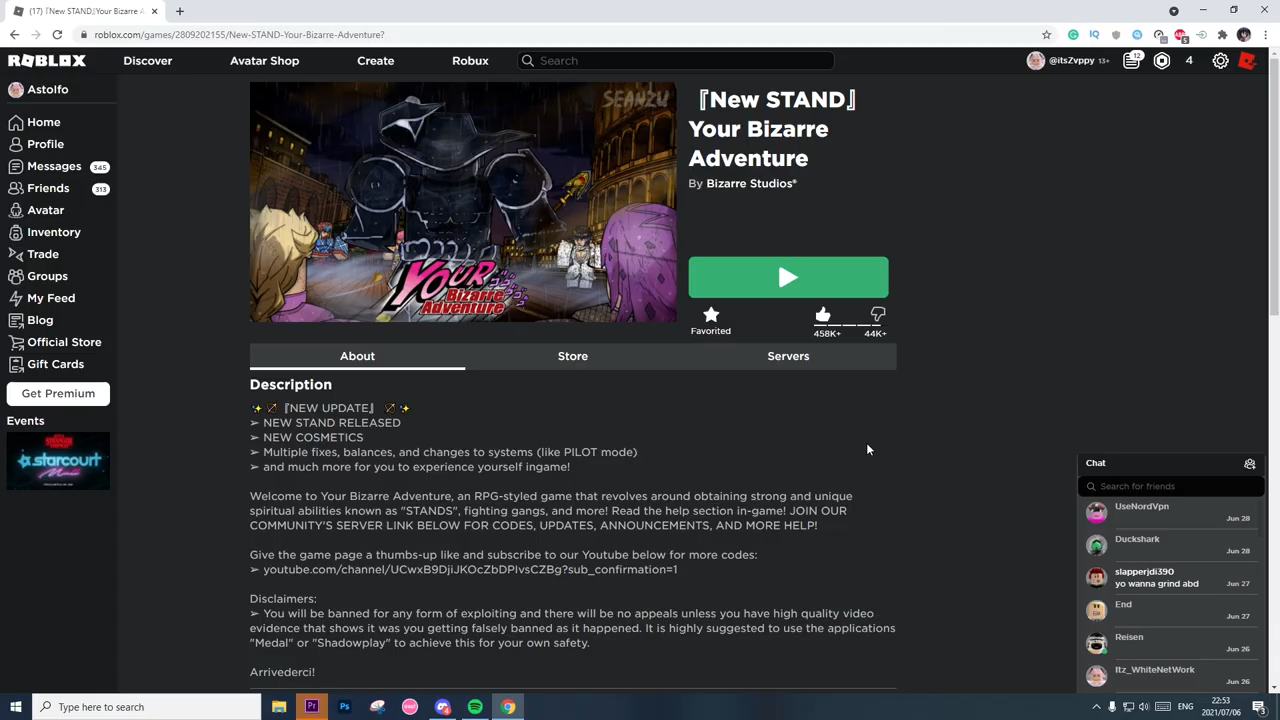 (17) 『New STAND』Your Bizarre A
roblox.com/games/2809202155/New-STAND-Your-Bizarre-Adventure?
ROBLOX Discover Avatar Shop Create Robux Search @itsZvppy 13+ 12 4
Astolfo
Home
Profile
Messages 345
Friends 313
Avatar
Inventory
Trade
Groups
My Feed
Blog
Official Store
Gift Cards
Get Premium
Events
starcourt
SEANZU
YOUR
Bizarre
Adventure
『New STAND』
Your Bizarre
Adventure
By Bizarre Studios*
Favorited 458K+ 44K+
About Store Servers
Description
✨🏹『NEW UPDATE』🏹✨
➢ NEW STAND RELEASED
➢ NEW COSMETICS
➢ Multiple fixes, balances, and changes to systems (like PILOT mode)
➢ and much more for you to experience yourself ingame!
Welcome to Your Bizarre Adventure, an RPG-styled game that revolves around obtaining strong and unique
spiritual abilities known as "STANDS", fighting gangs, and more! Read the help section in-game! JOIN OUR
COMMUNITY'S SERVER LINK BELOW FOR CODES, UPDATES, ANNOUNCEMENTS, AND MORE HELP!
Give the game page a thumbs-up like and subscribe to our Youtube below for more codes:
➢ youtube.com/channel/UCwxB9DjiJKOcZbDPIvsCZBg?sub_confirmation=1
Disclaimers:
➢ You will be banned for any form of exploiting and there will be no appeals unless you have high quality video
evidence that shows it was you getting falsely banned as it happened. It is highly suggested to use the applications
"Medal" or "Shadowplay" to achieve this for your own safety.
Arrivederci!
Chat
Search for friends
UseNordVpn
Jun 28
Duckshark
Jun 28
slapperjdi390
yo wanna grind abd Jun 27
End
Jun 27
Reisen
Jun 26
Itz_WhiteNetWork
Jun 26
Type here to search
Pr Ps
ENG
22:53
2021/07/06
3